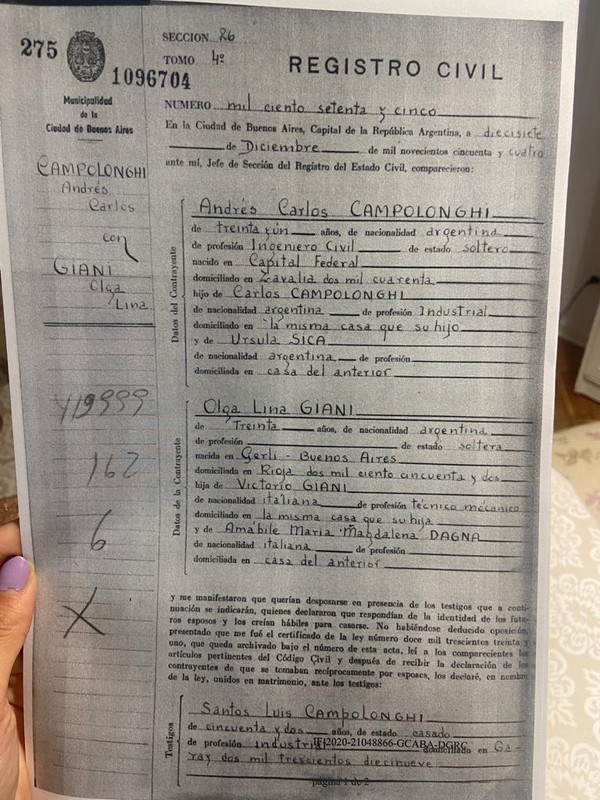 275
1096704
Municipalidad
de la
Ciudad de Buenos Aires
CAMPOLONGHI
Andrés
Carlos
con
GIANI
Olga
Lina
162
6
X
SECCION 26
TOMO 4º
REGISTRO CIVIL
NUMERO mil ciento setenta y cinco
En la Ciudad de Buenos Aires, Capital de la República Argentina, a diecisiete
de Diciembre de mil novecientos cincuenta y cuatro
ante mí, Jefe de Sección del Registro del Estado Civil, comparecieron:
Datos del Contrayente
Andrés Carlos CAMPOLONGHI
de treinta y ún años, de nacionalidad argentina
de profesión Ingeniero Civil de estado soltero
nacido en Capital Federal
domiciliado en Zavalía dos mil cuarenta
hijo de Carlos CAMPOLONGHI
de nacionalidad argentina de profesión Industrial
domiciliado en la misma casa que su hijo
y de Ursula SICA
de nacionalidad argentina de profesión
domiciliada en casa del anterior
Datos de la Contrayente
Olga Lina GIANI
de Treinta años, de nacionalidad argentina
de profesión de estado soltera
nacida en Gerli - Buenos Aires
domiciliada en Rioja dos mil ciento cincuenta y dos
hija de Victorio GIANI
de nacionalidad italiana de profesión técnico mecánico
domiciliado en la misma casa que su hija
y de Amábile Maria Magdalena DAGNA
de nacionalidad italiana de profesión
domiciliada en casa del anterior
y me manifestaron que querían desposarse en presencia de los testigos que a conti-
nuación se indicarán, quienes declararon que respondían de la identidad de los futu-
ros esposos y los creían hábiles para casarse. No habiéndose deducido oposición,
presentado que me fué el certificado de la ley número doce mil trescientos treinta y
uno, que queda archivado bajo el número de esta acta, leí a los comparecientes los
artículos pertinentes del Código Civil y después de recibir la declaración de los
contrayentes de que se tomaban recíprocamente por esposos, los declaré, en nombre
de la ley, unidos en matrimonio, ante los testigos:
Testigos
Santos Luis CampoLONGHI
de cincuenta y dos años, de estado casado
de profesión industrial domiciliado en Ga-
IF-2020-21048866-GCABA-DGRC
ray dos mil trescientos diecinueve
página 1 de 2